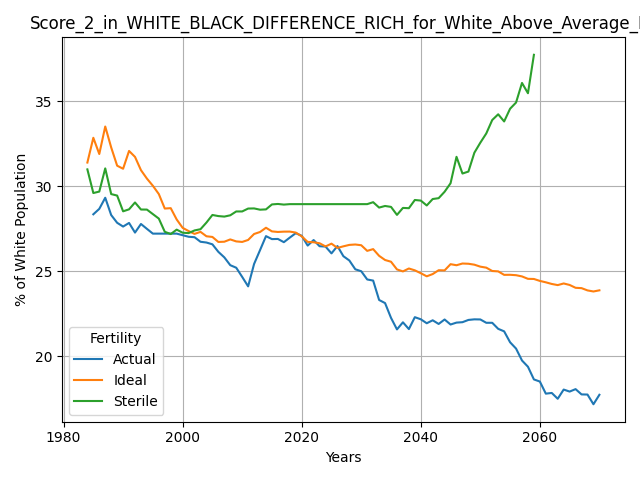 Score_2_in_WHITE_BLACK_DIFFERENCE_RICH_for_White_Above_Average_
% of White Population
35
30
25
20
Fertility
Actual
Ideal
Sterile
1980
2000
2020
2040
2060
Years